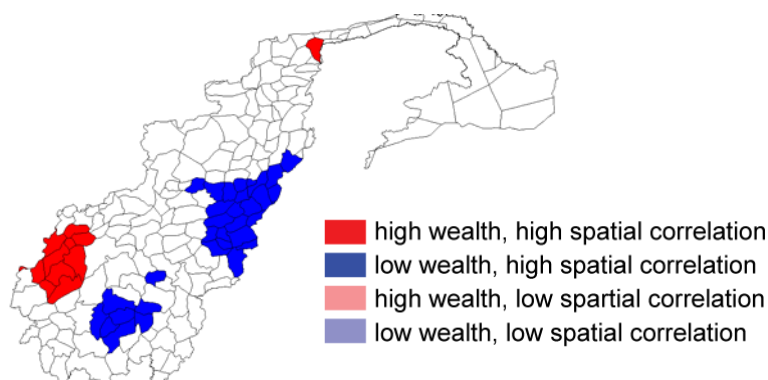 high wealth, high spatial correlation
low wealth, high spatial correlation
high wealth, low spartial correlation
low wealth, low spatial correlation